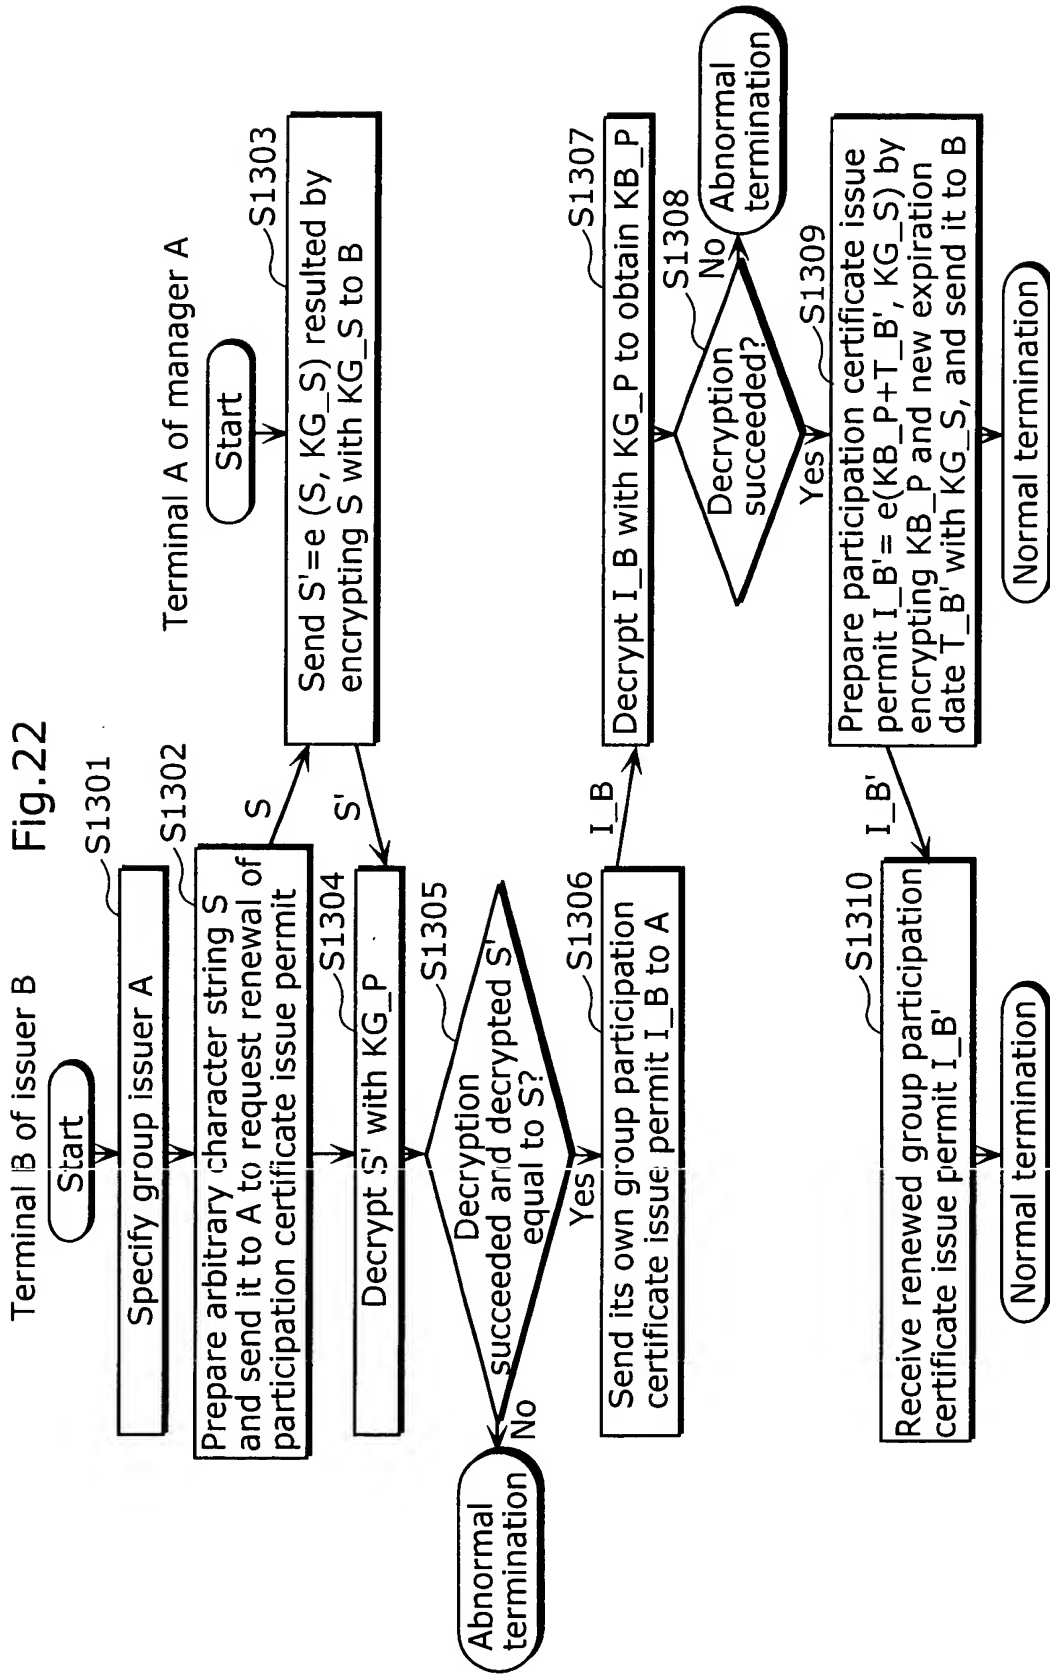 Fig.22
Terminal B of issuer B
Start
S1301
Specify group issuer A
S1302
Prepare arbitrary character string S
and send it to A to request renewal of
participation certificate issue permit
S
Terminal A of manager A
Start
S1303
Send S'=e (S, KG_S) resulted by
encrypting S with KG_S to B
S'
S1304
Decrypt S' with KG_P
S1305
Decryption
succeeded and decrypted S'
equal to S?
No
Abnormal
termination
Yes
S1306
Send its own group participation
certificate issue permit I_B to A
I_B
S1307
Decrypt I_B with KG_P to obtain KB_P
S1308
Decryption
succeeded?
No
Abnormal
termination
Yes
S1309
Prepare participation certificate issue
permit I_B'= e(KB_P+T_B', KG_S) by
encrypting KB_P and new expiration
date T_B' with KG_S, and send it to B
I_B'
Normal termination
S1310
Receive renewed group participation
certificate issue permit I_B'
Normal termination